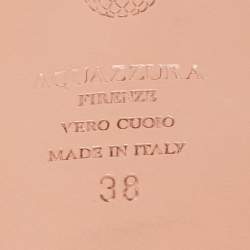 AQUAZZURA
FIRENZE
VERO CUOIO
MADE IN ITALY
38